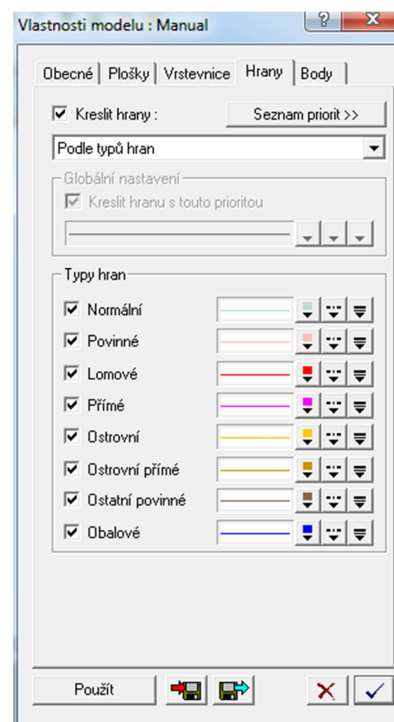 Vlastnosti modelu : Manual
Obecné Plošky Vrstevnice Hrany Body
Kreslit hrany : Seznam priorit >>
Podle typů hran
Globální nastavení
Kreslit hranu s touto prioritou
Typy hran
Normální
Povinné
Lomové
Přímé
Ostrovní
Ostrovní přímé
Ostatní povinné
Obalové
Použít